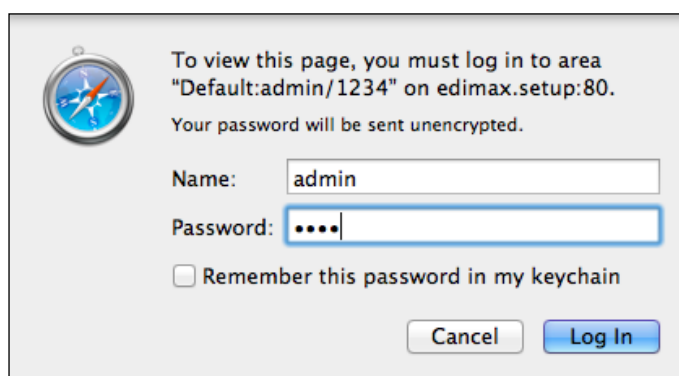 To view this page, you must log in to area
“Default:admin/1234” on edimax.setup:80.
Your password will be sent unencrypted.
Name: admin
Password: ••••
Remember this password in my keychain
Cancel Log In